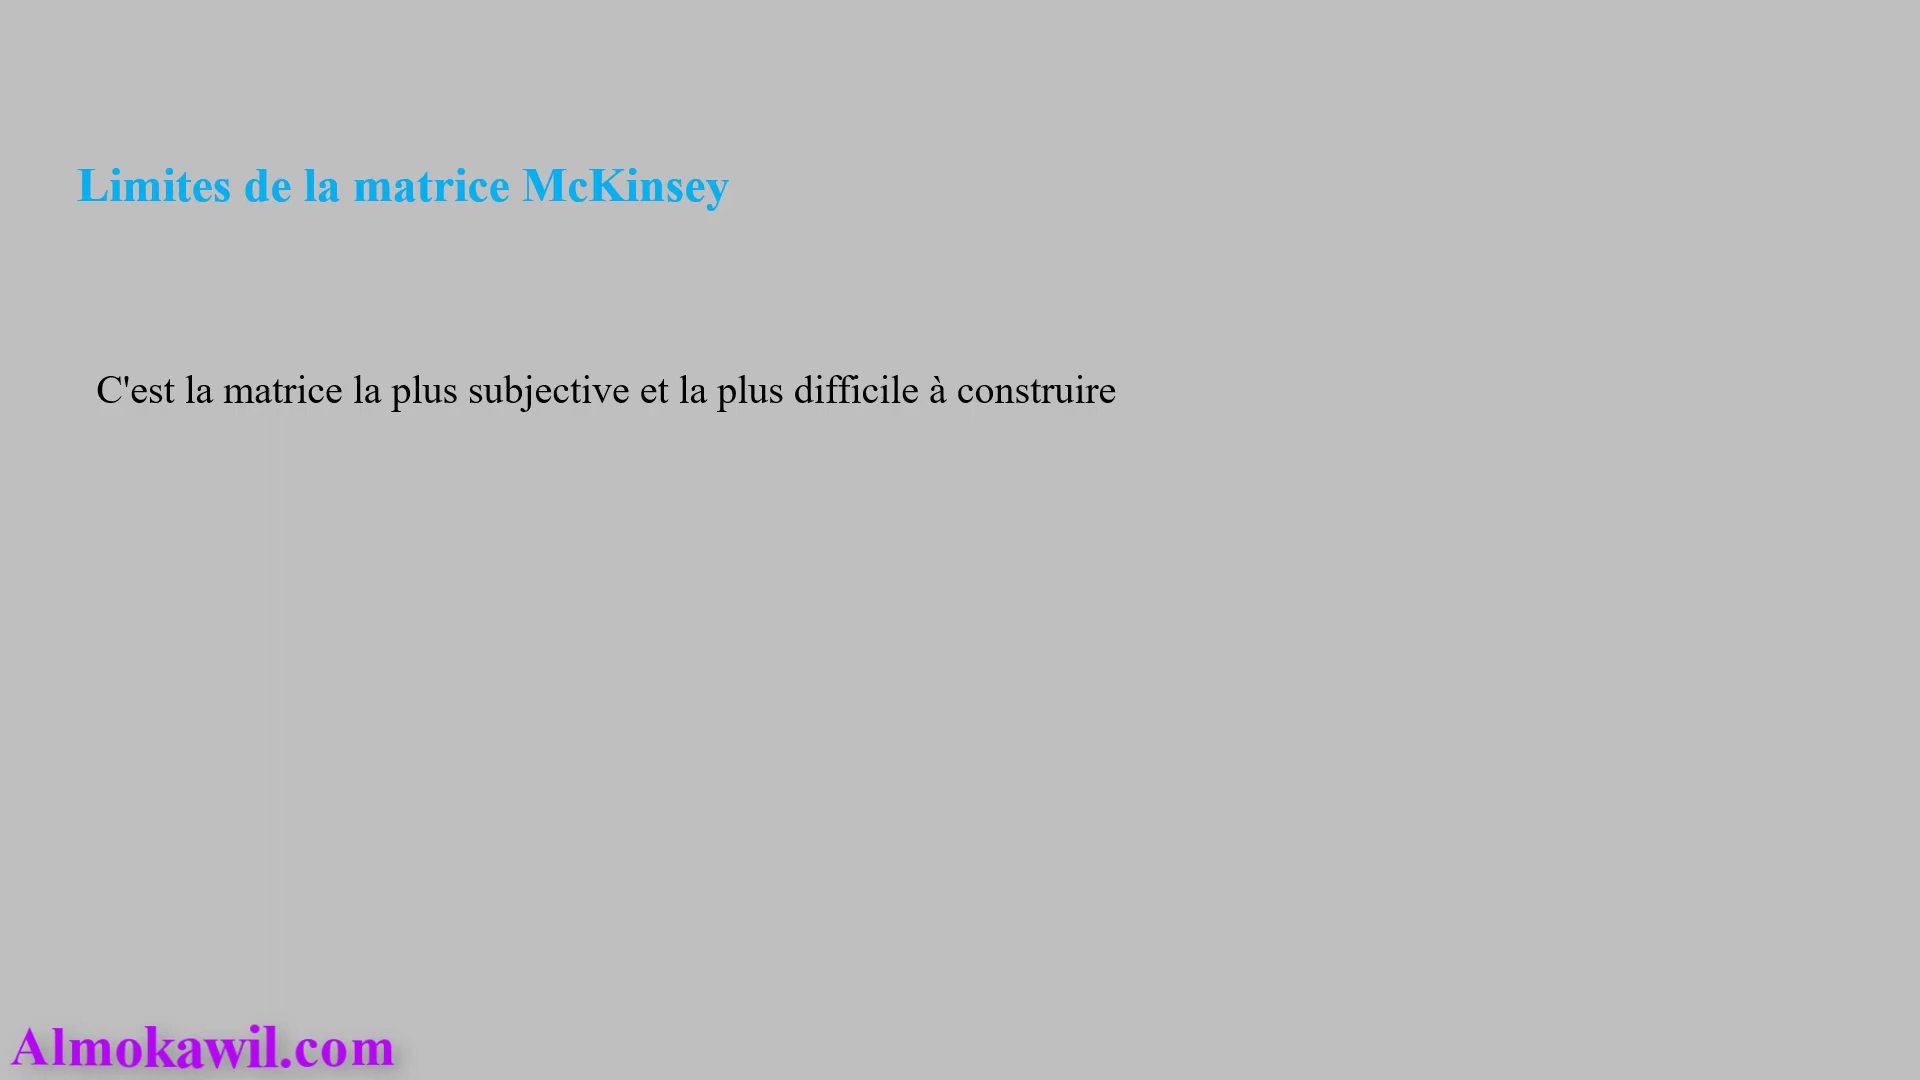 Limites de la matrice McKinsey
C'est la matrice la plus subjective et la plus difficile à construire
Almokawil.com